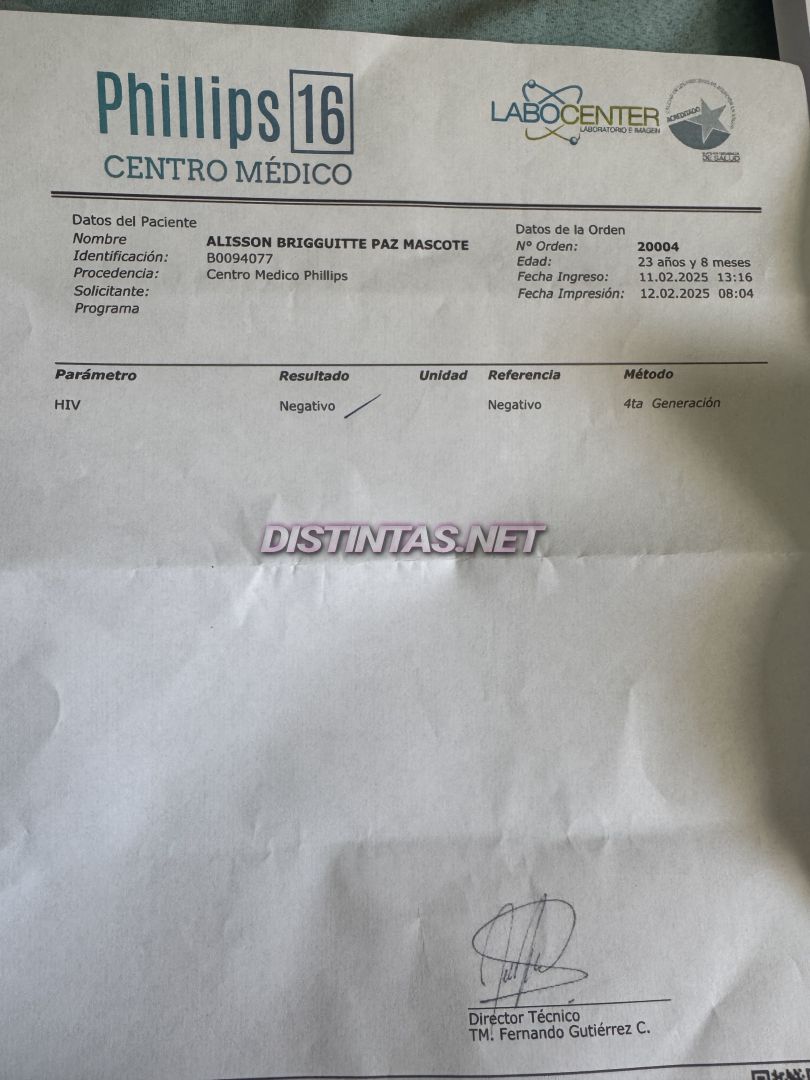 Phillips 16
CENTRO MÉDICO
LABOCENTER
LABORATORIO E IMAGEN
ACREDITADO
DE SALUD
Datos del Paciente
Nombre ALISSON BRIGGUITTE PAZ MASCOTE
Identificación: B0094077
Procedencia: Centro Medico Phillips
Solicitante:
Programa
Datos de la Orden
Nº Orden: 20004
Edad: 23 años y 8 meses
Fecha Ingreso: 11.02.2025 13:16
Fecha Impresión: 12.02.2025 08:04
Parámetro Resultado Unidad Referencia Método
HIV Negativo Negativo 4ta Generación
DISTINTAS.NET
Director Técnico
TM. Fernando Gutiérrez C.